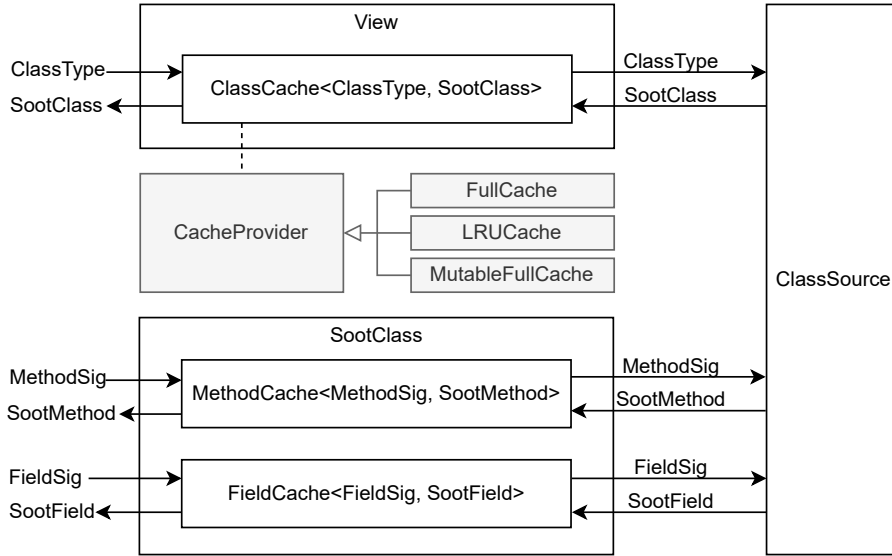 View
ClassType
ClassCache<ClassType, SootClass>
ClassType
SootClass
SootClass
CacheProvider
FullCache
LRUCache
MutableFullCache
ClassSource
SootClass
MethodSig
MethodCache<MethodSig, SootMethod>
MethodSig
SootMethod
SootMethod
FieldSig
FieldCache<FieldSig, SootField>
FieldSig
SootField
SootField